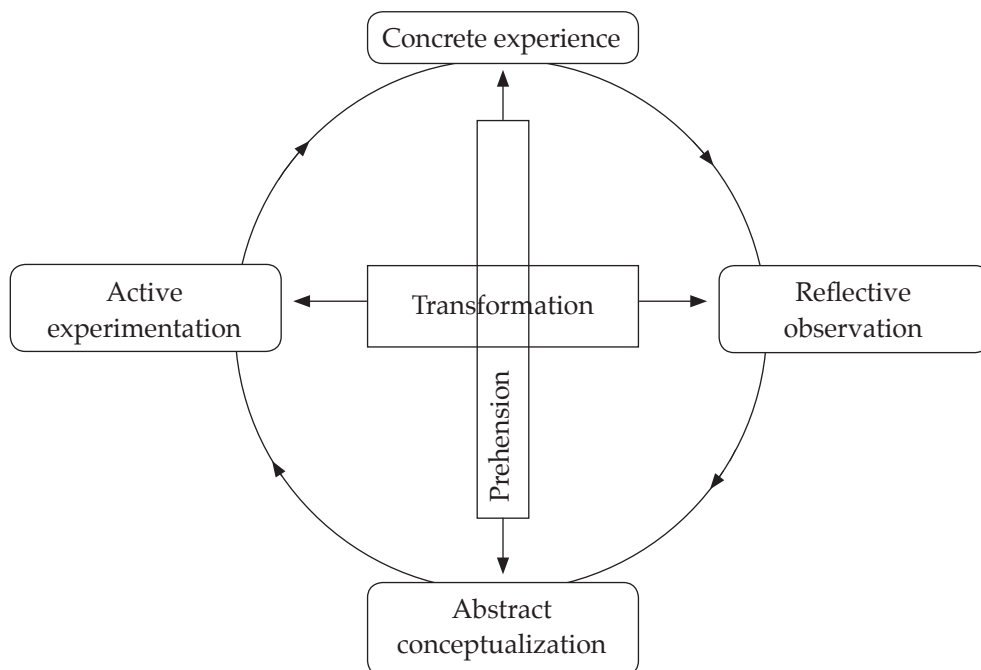 Concrete experience
Active
experimentation
Transformation
Reflective
observation
Prehension
Abstract
conceptualization